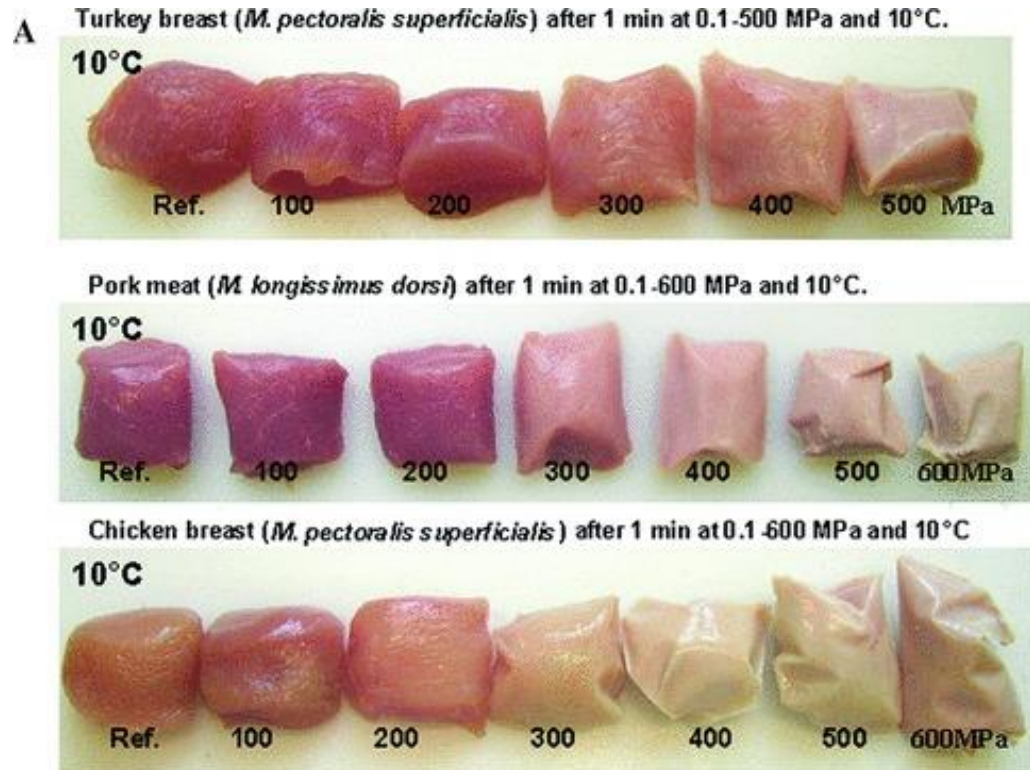 A
Turkey breast (M. pectoralis superficialis) after 1 min at 0.1-500 MPa and 10°C.
10°C
Ref. 100 200 300 400 500 MPa
Pork meat (M. longissimus dorsi) after 1 min at 0.1-600 MPa and 10°C.
10°C
Ref. 100 200 300 400 500 600MPa
Chicken breast (M. pectoralis superficialis) after 1 min at 0.1-600 MPa and 10°C
10°C
Ref. 100 200 300 400 500 600MPa